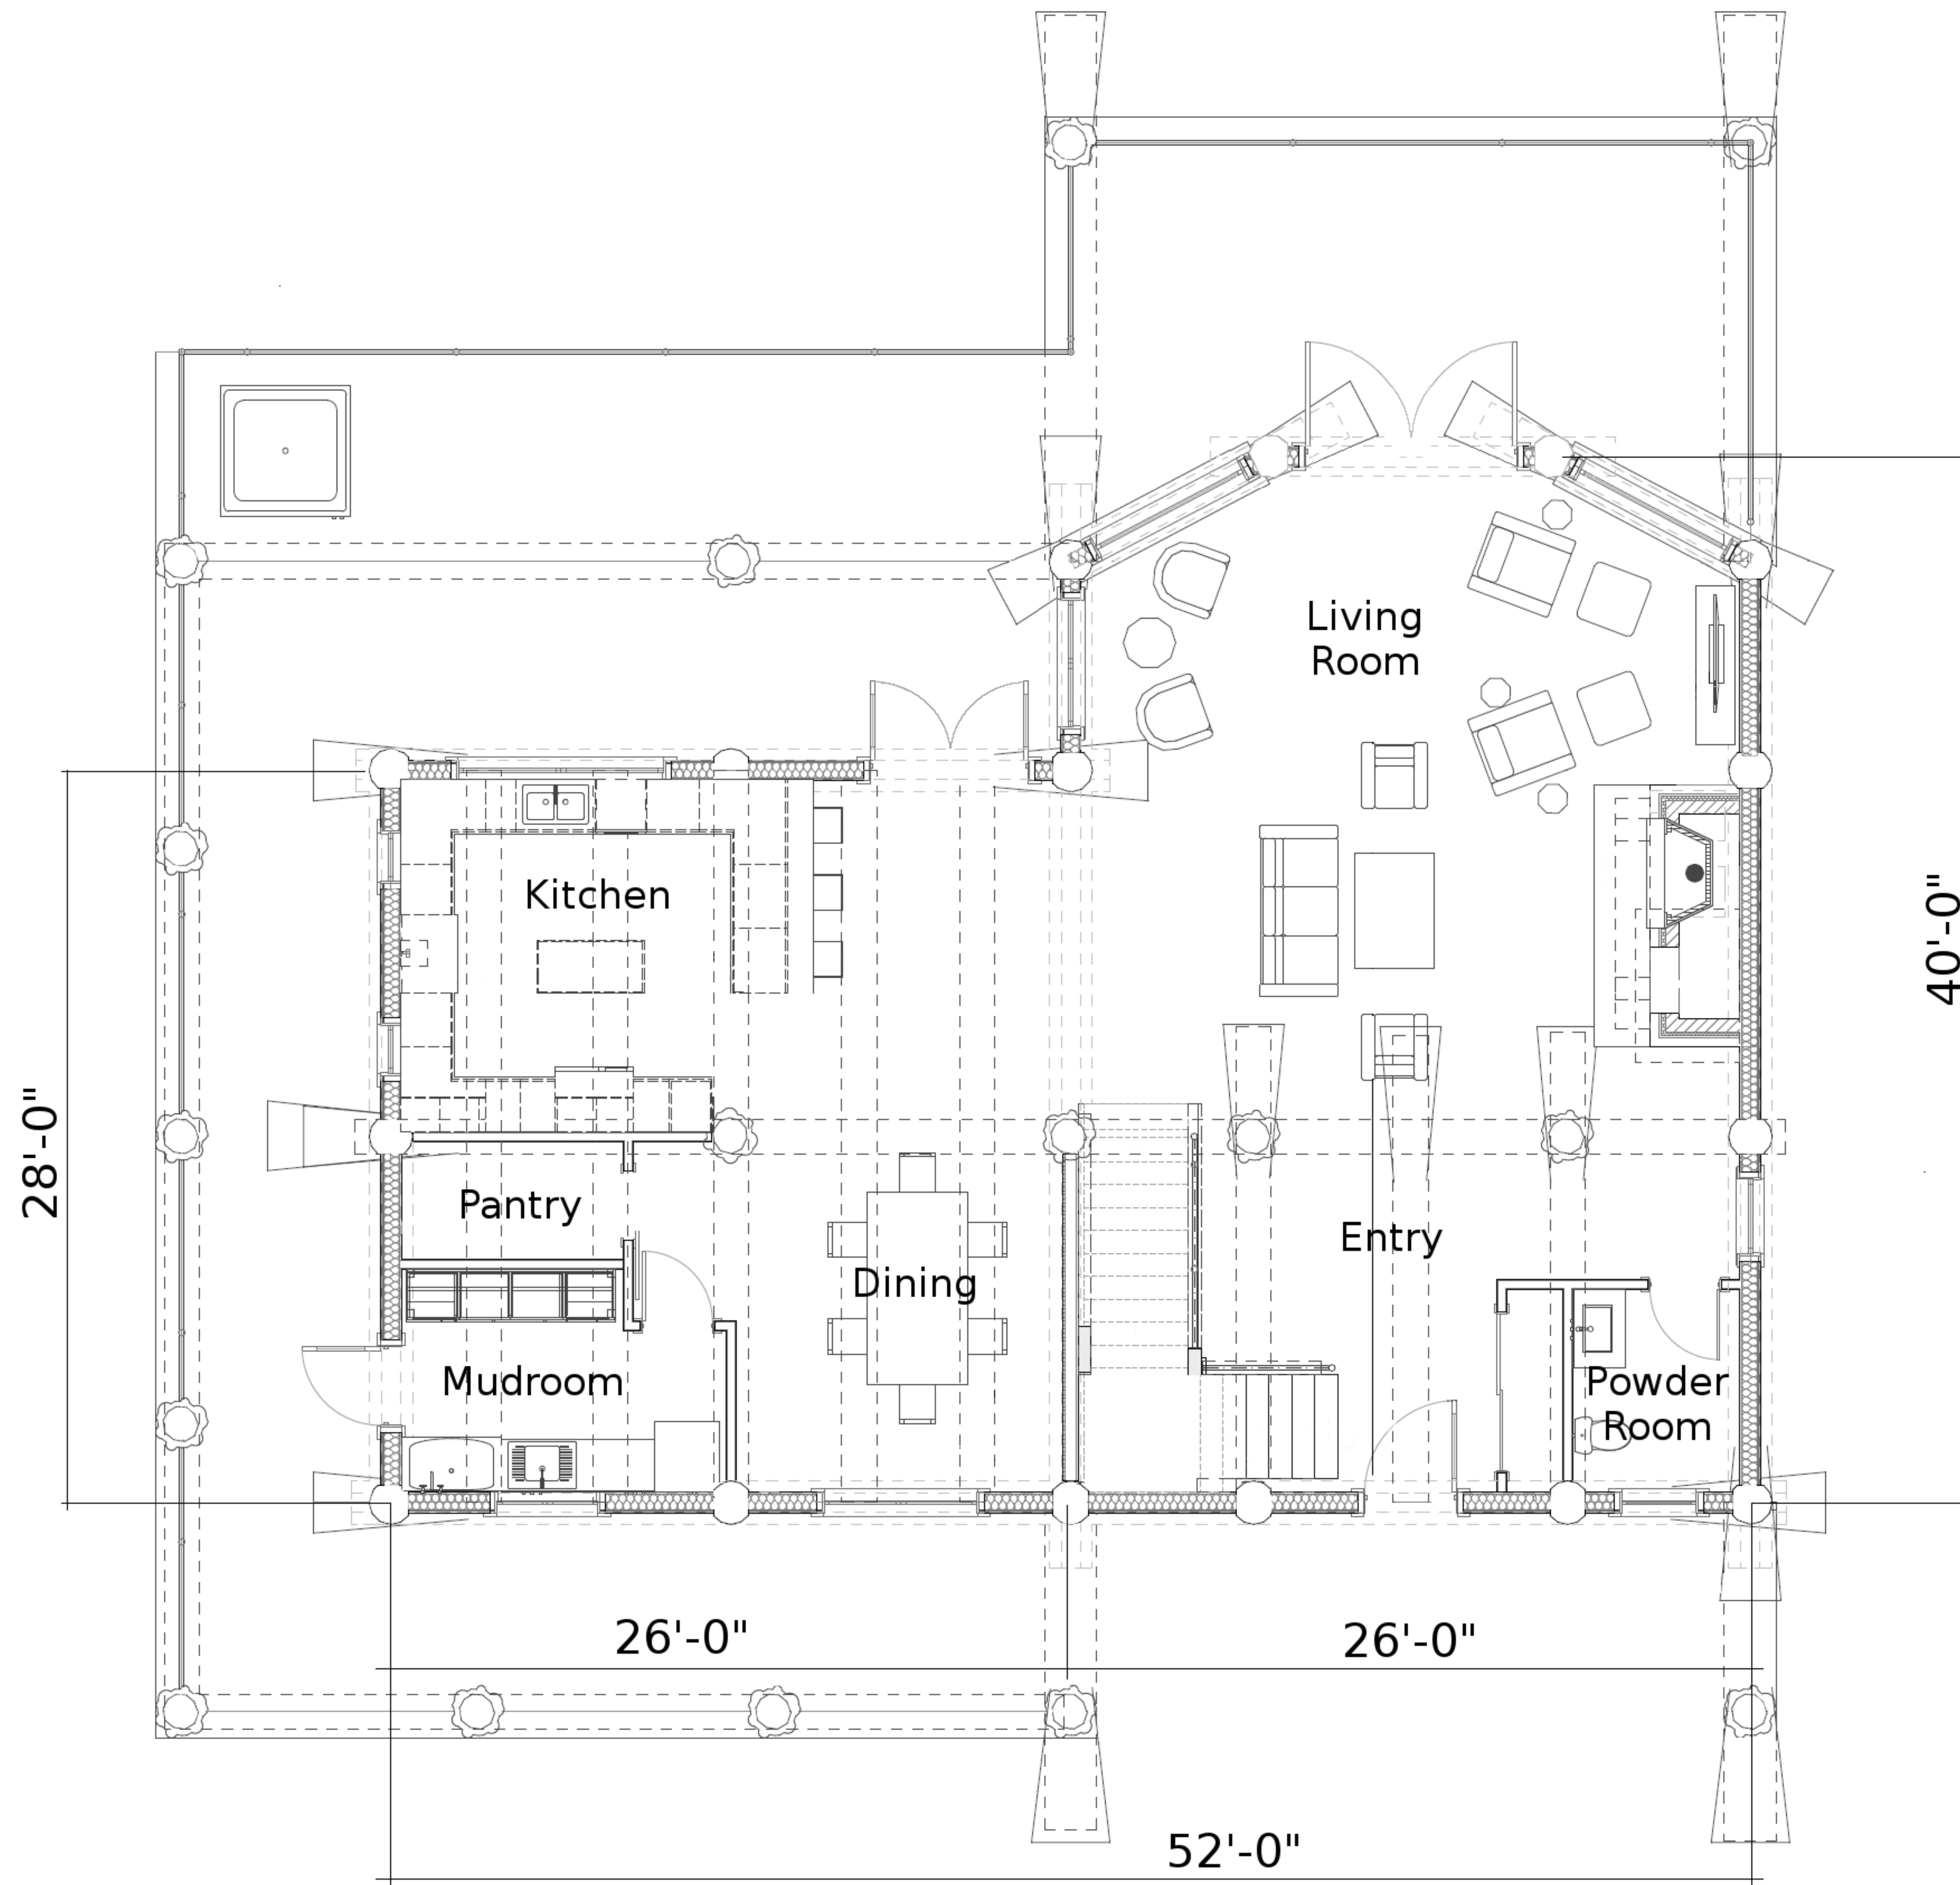 Living
Room
Kitchen
40'-0"
28'-0"
Pantry
Entry
Dining
Mudroom
Powder
Room
26'-0"
26'-0"
52'-0"